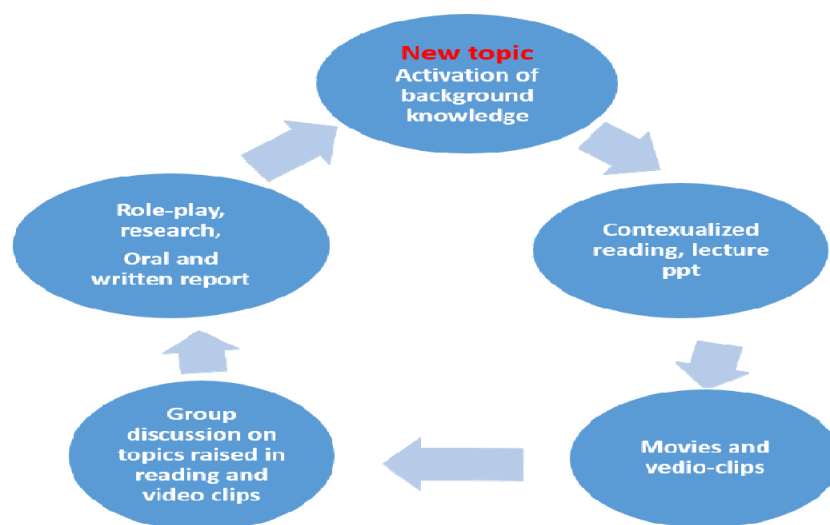 New topic
Activation of
background
knowledge
Contexualized
reading, lecture
ppt
Movies and
vedio-clips
Group
discussion on
topics raised in
reading and
video clips
Role-play,
research,
Oral and
written report